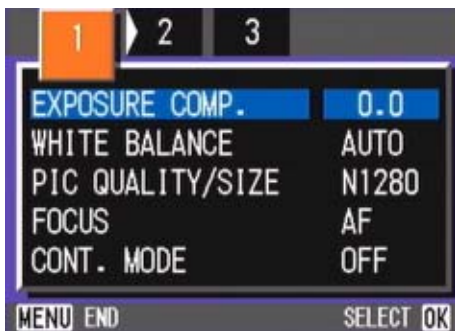 1 2 3
EXPOSURE COMP. 0.0
WHITE BALANCE AUTO
PIC QUALITY/SIZE N1280
FOCUS AF
CONT. MODE OFF
MENU END SELECT OK